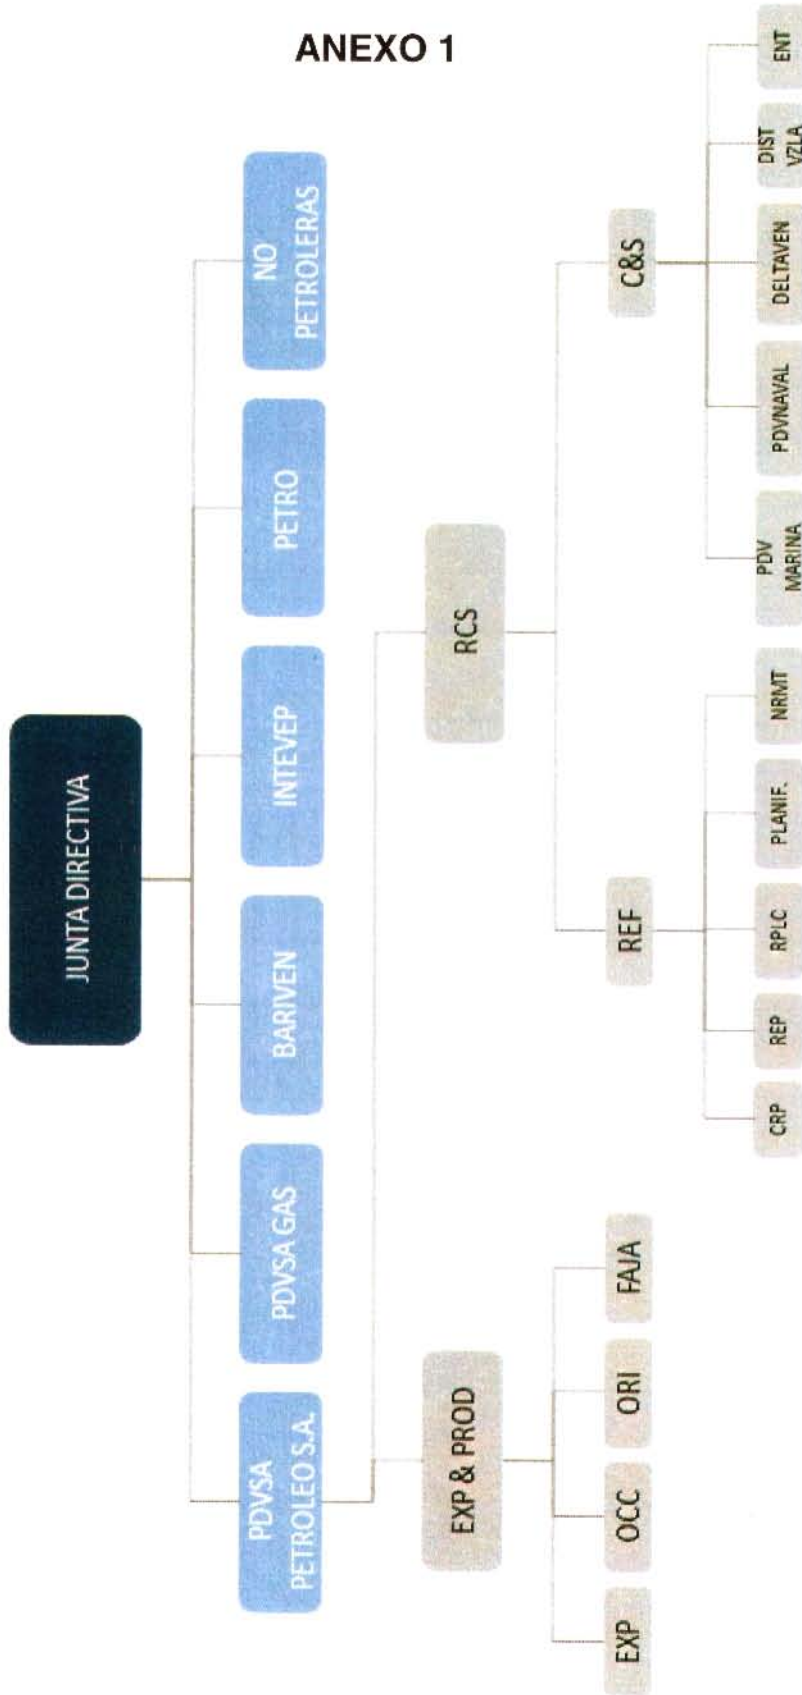 ANEXO 1
JUNTA DIRECTIVA
PDVSA
PETROLEO S.A.
PDVSA GAS
BARIVEN
INTEVEP
PETRO
NO
PETROLERAS
EXP & PROD
RCS
EXP
OCC
ORI
FAJA
REF
C&S
CRP
REP
RPLC
PLANIF.
NRMT
PDV
MARINA
PDVNAVAL
DELTAVEN
DIST
VZLA
ENT